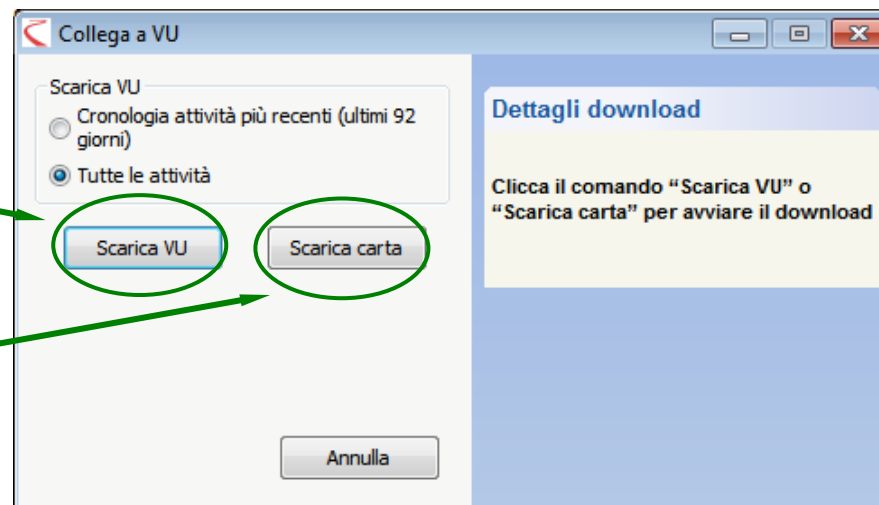 Collega a VU
Scarica VU
Cronologia attività più recenti (ultimi 92
giorni)
Tutte le attività
Scarica VU
Scarica carta
Annulla
Dettagli download
Clicca il comando “Scarica VU” o
“Scarica carta” per avviare il download